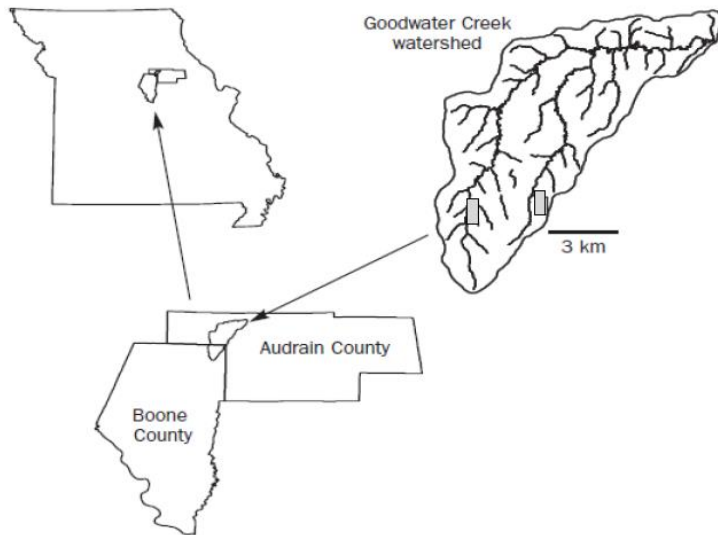 Goodwater Creek
watershed
3 km
Audrain County
Boone
County